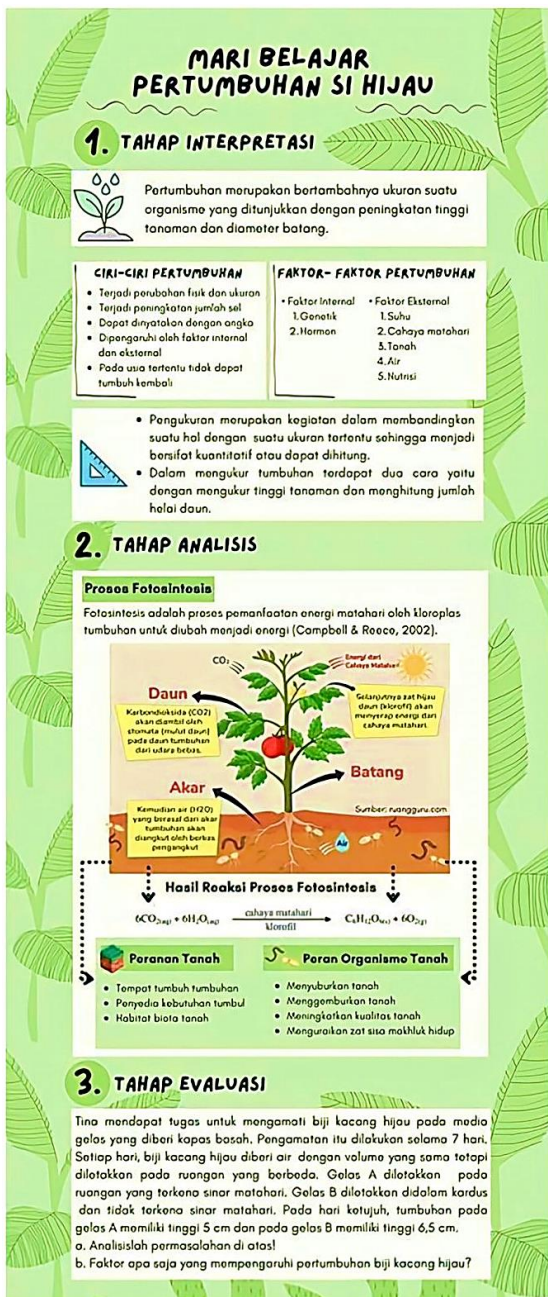 MARI BELAJAR
PERTUMBUHAN SI HIJAU
1. TAHAP INTERPRETASI
Pertumbuhan merupakan bertambahnya ukuran suatu
organisme yang ditunjukkan dengan peningkatan tinggi
tanaman dan diameter batang.
CIRI-CIRI PERTUMBUHAN
• Terjadi perubahan fisik dan ukuran
• Terjadi peningkatan jumlah sel
• Dapat dinyatakan dengan angka
• Dipengaruhi oleh faktor internal
dan eksternal
• Pada usia tertentu tidak dapat
tumbuh kembali
FAKTOR- FAKTOR PERTUMBUHAN
• Faktor Internal
1. Genetik
2. Hormon
• Faktor Eksternal
1. Suhu
2. Cahaya matahari
3. Tanah
4. Air
5. Nutrisi
• Pengukuran merupakan kegiatan dalam membandingkan
suatu hal dengan suatu ukuran tertentu sehingga menjadi
bersifat kuantitatif atau dapat dihitung.
• Dalam mengukur tumbuhan terdapat dua cara yaitu
dengan mengukur tinggi tanaman dan menghitung jumlah
helai daun.
2. TAHAP ANALISIS
Proses Fotosintesis
Fotosintesis adalah proses pemanfaatan energi matahari oleh kloroplas
tumbuhan untuk diubah menjadi energi (Campbell & Reece, 2002).
CO2
Energi dari
Cahaya Matahari
Daun
Karbondioksida (CO2)
akan diambil oleh
stomata (mulut daun)
pada daun tumbuhan
dari udara bebas.
Selanjutnya zat hijau
daun (klorofil) akan
menyerap energi dari
cahaya matahari.
Batang
Akar
Kemudian air (H2O)
yang berasal dari akar
tumbuhan akan
diangkut oleh berkas
pengangkut
Sumber: ruangguru.com
Air
Hasil Reaksi Proses Fotosintesis
6CO2(aq) + 6H2O(aq) cahaya matahari klorofil C6H12O6(s) + 6O2(g)
Peranan Tanah
• Tempat tumbuh tumbuhan
• Penyedia kebutuhan tumbul
• Habitat biota tanah
Peran Organisme Tanah
• Menyuburkan tanah
• Menggemburkan tanah
• Meningkatkan kualitas tanah
• Menguraikan zat sisa makhluk hidup
3. TAHAP EVALUASI
Tina mendapat tugas untuk mengamati biji kacang hijau pada media
gelas yang diberi kapas basah. Pengamatan itu dilakukan selama 7 hari.
Setiap hari, biji kacang hijau diberi air dengan volume yang sama tetapi
diletakkan pada ruangan yang berbeda. Gelas A diletakkan pada
ruangan yang terkena sinar matahari. Gelas B diletakkan didalam kardus
dan tidak terkena sinar matahari. Pada hari ketujuh, tumbuhan pada
gelas A memiliki tinggi 5 cm dan pada gelas B memiliki tinggi 6,5 cm.
a. Analisislah permasalahan di atas!
b. Faktor apa saja yang mempengaruhi pertumbuhan biji kacang hijau?